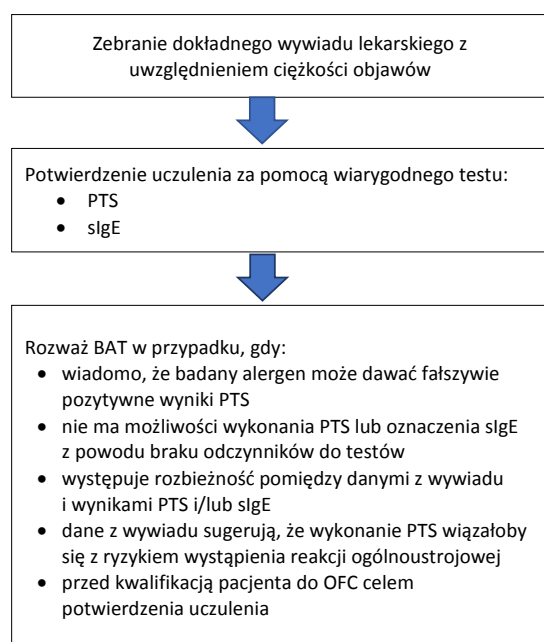 Zebranie dokładnego wywiadu lekarskiego z
uwzględnieniem ciężkości objawów
Potwierdzenie uczulenia za pomocą wiarygodnego testu:
• PTS
• sIgE
Rozważ BAT w przypadku, gdy:
• wiadomo, że badany alergen może dawać fałszywie
pozytywne wyniki PTS
• nie ma możliwości wykonania PTS lub oznaczenia sIgE
z powodu braku odczynników do testów
• występuje rozbieżność pomiędzy danymi z wywiadu
i wynikami PTS i/lub sIgE
• dane z wywiadu sugerują, że wykonanie PTS wiązałoby
się z ryzykiem wystąpienia reakcji ogólnoustrojowej
• przed kwalifikacją pacjenta do OFC celem
potwierdzenia uczulenia